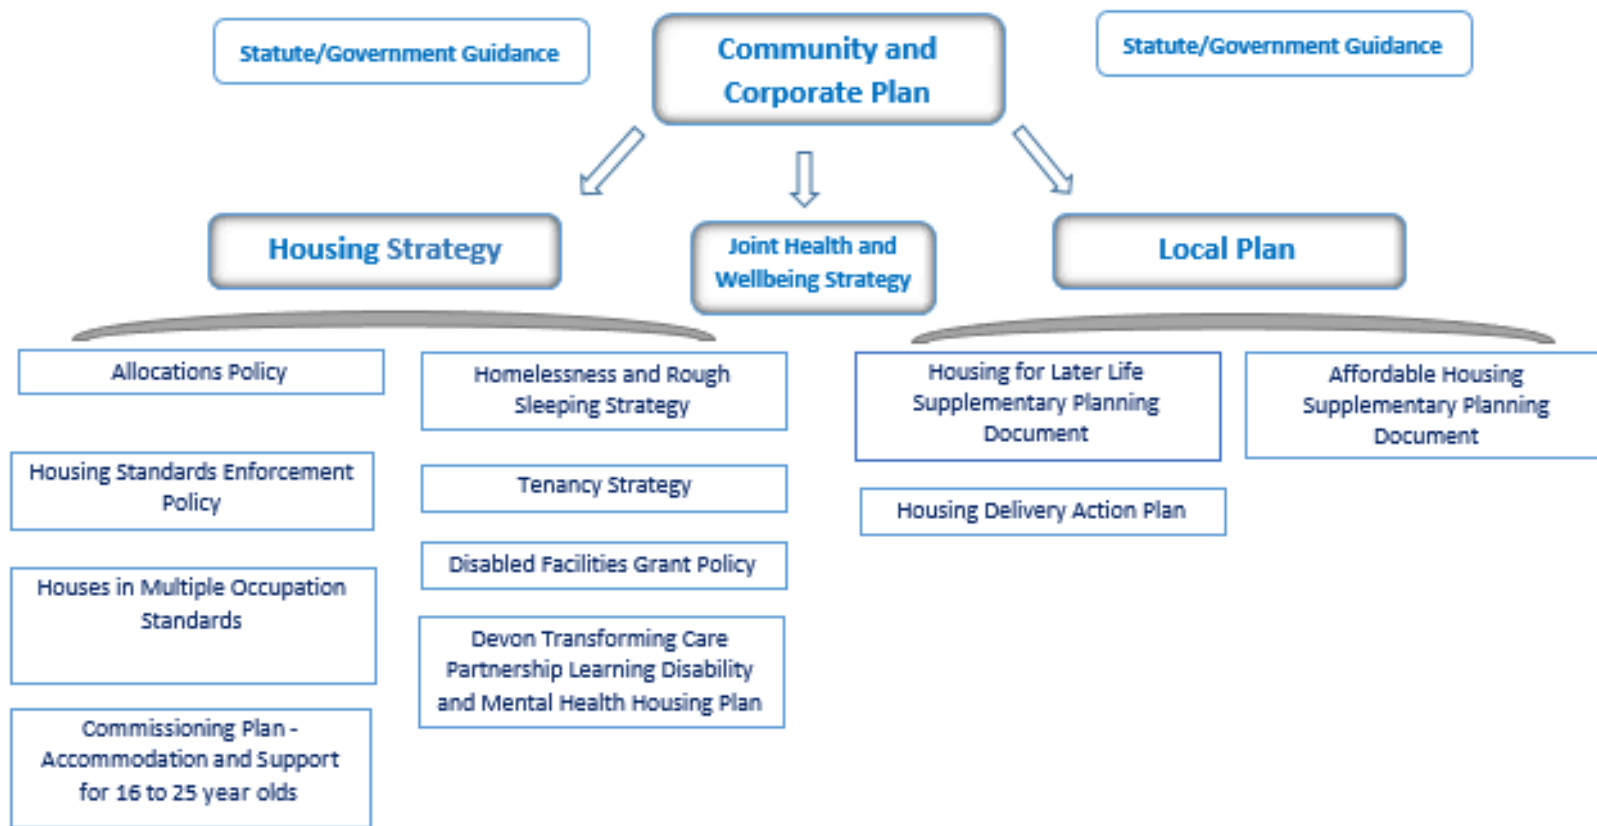 Statute/Government Guidance
Community and
Corporate Plan
Statute/Government Guidance
Housing Strategy
Joint Health and
Wellbeing Strategy
Local Plan
Allocations Policy
Housing Standards Enforcement
Policy
Houses in Multiple Occupation
Standards
Commissioning Plan -
Accommodation and Support
for 16 to 25 year olds
Homelessness and Rough
Sleeping Strategy
Tenancy Strategy
Disabled Facilities Grant Policy
Devon Transforming Care
Partnership Learning Disability
and Mental Health Housing Plan
Housing for Later Life
Supplementary Planning
Document
Housing Delivery Action Plan
Affordable Housing
Supplementary Planning
Document